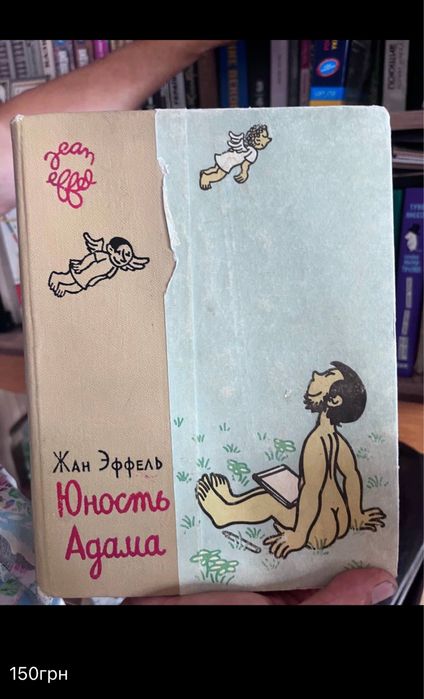 jean
effel
Жан Эффель
Юность
Адама
150грн